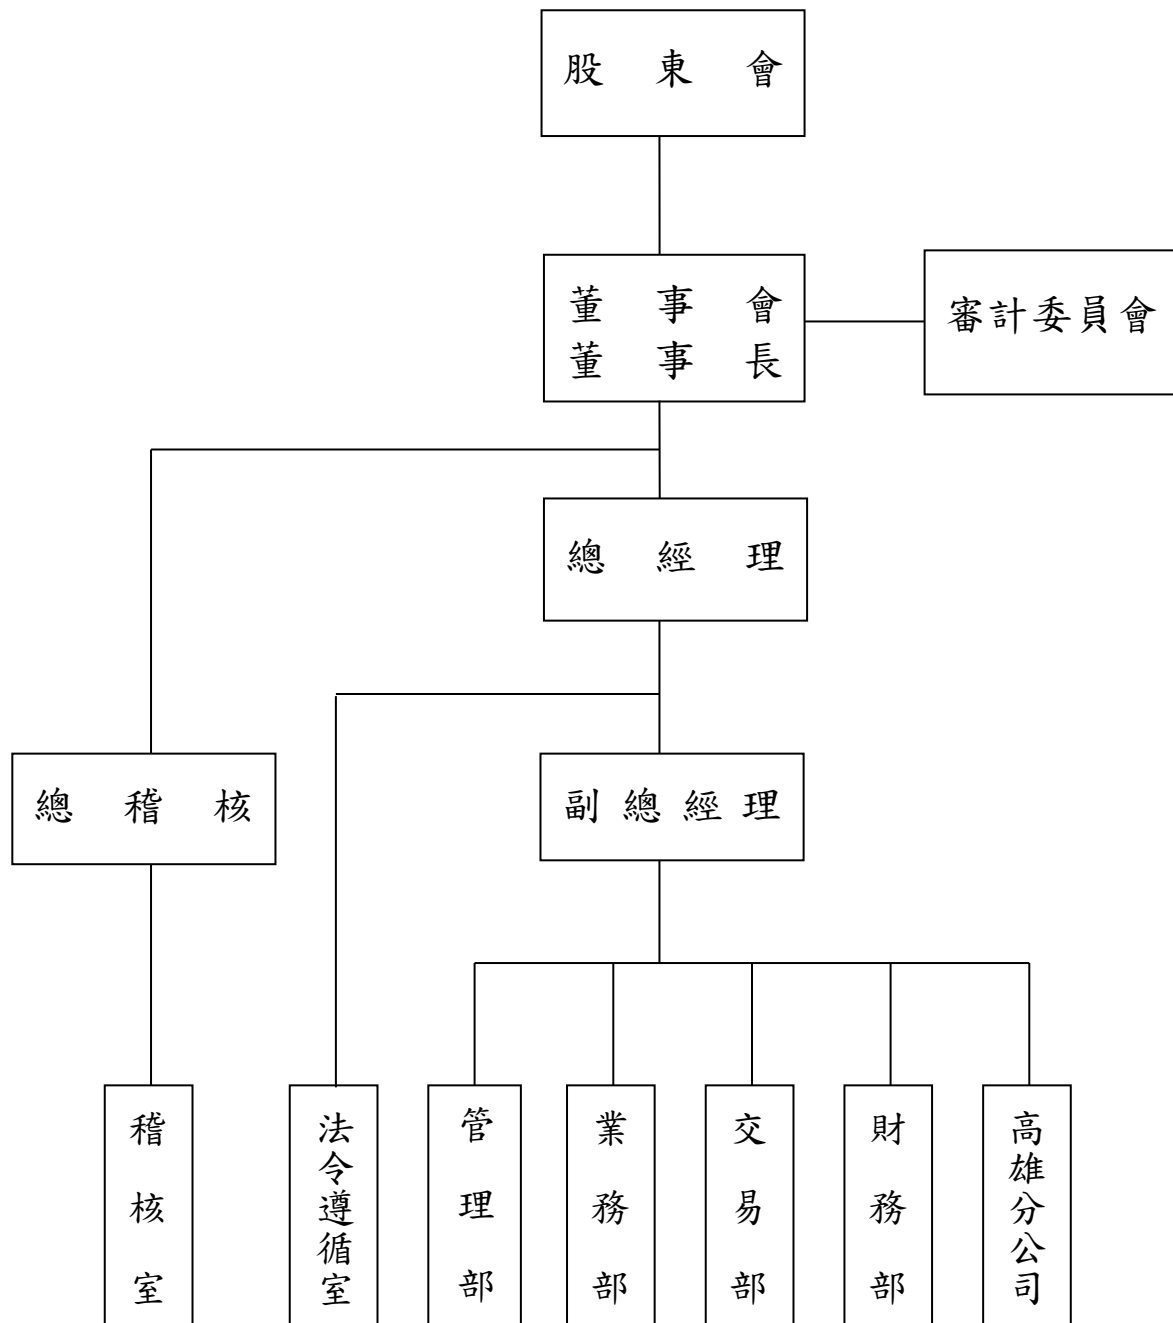 股東會
董事會
董事長
審計委員會
總經理
總稽核
副總經理
稽核室
法令遵循室
管理部
業務部
交易部
財務部
高雄分公司